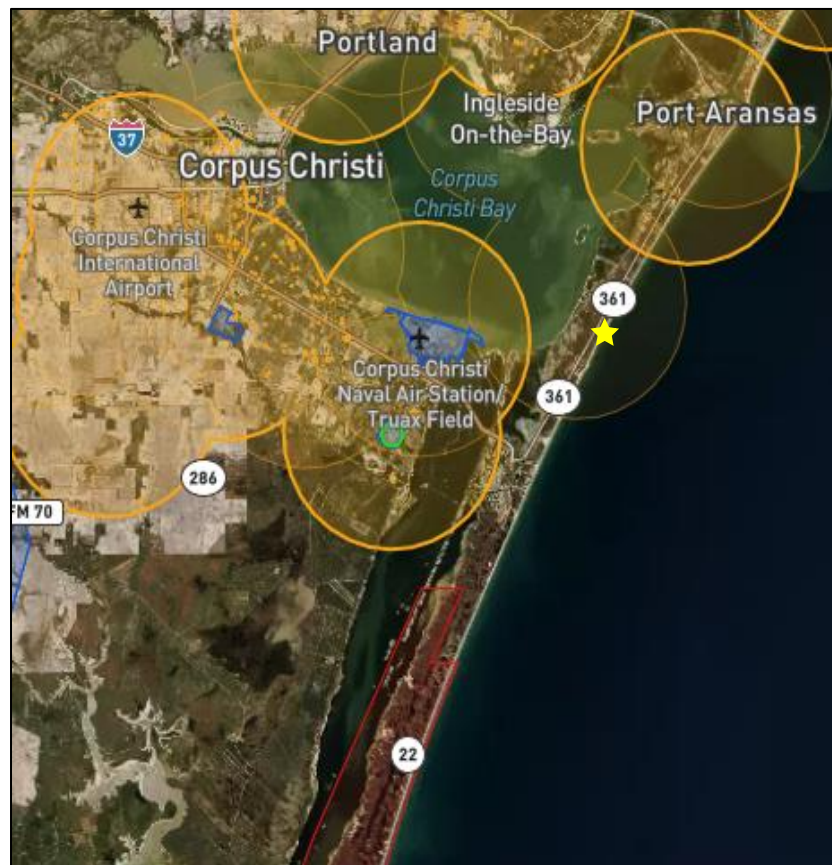 Portland
Ingleside
On-the-Bay
Port Aransas
37
Corpus Christi
Corpus
Christi Bay
Corpus Christi
International
Airport
G
361
361
Corpus Christi
Naval Air Station/
Truax Field
286
FM 70
22